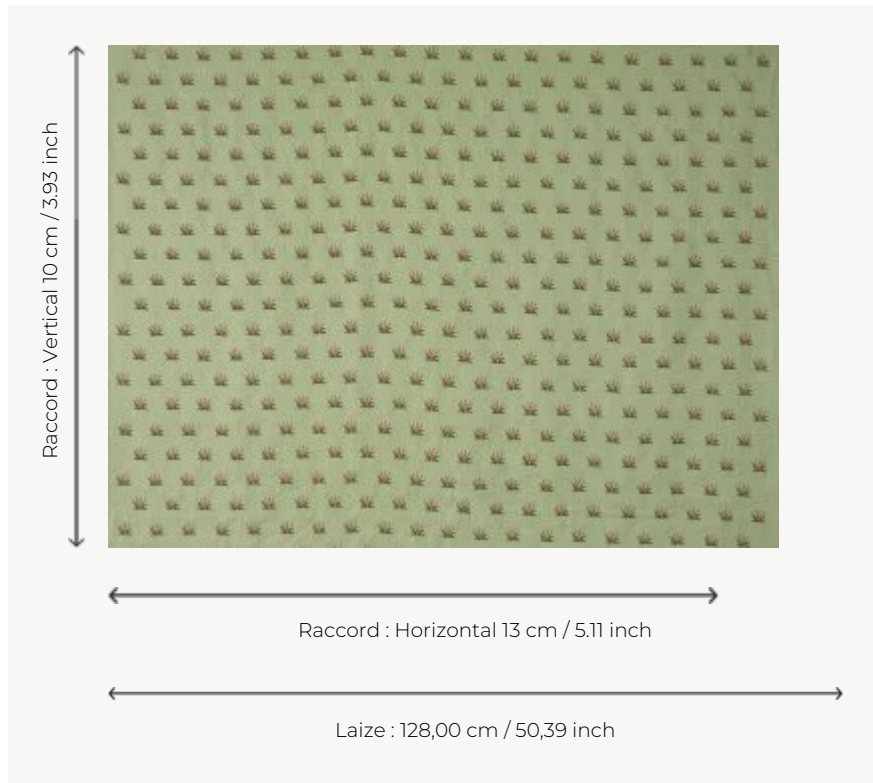 Raccord : Vertical 10 cm / 3.93 inch
Raccord : Horizontal 13 cm / 5.11 inch
Laize : 128,00 cm / 50,39 inch